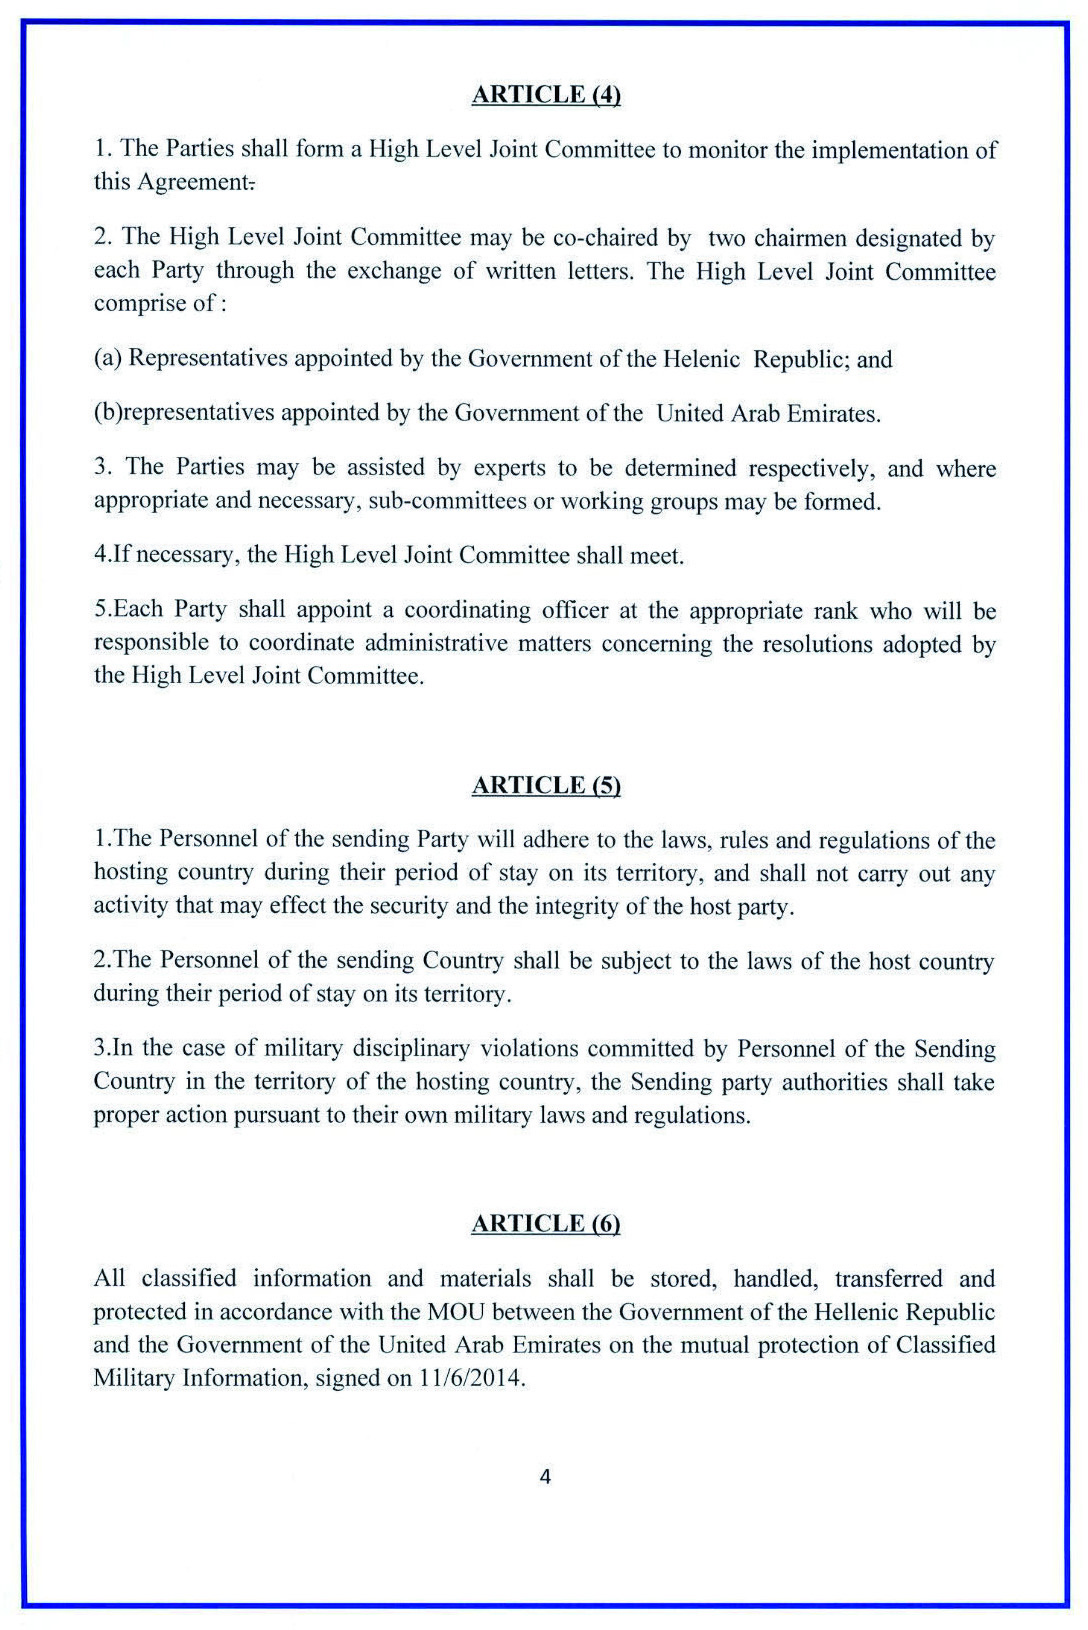 ARTICLE (4)
1. The Parties shall form a High Level Joint Committee to monitor the implementation of
this Agreement.
2. The High Level Joint Committee may be co-chaired by two chairmen designated by
each Party through the exchange of written letters. The High Level Joint Committee
comprise of :
(a) Representatives appointed by the Government of the Helenic Republic; and
(b)representatives appointed by the Government of the United Arab Emirates.
3. The Parties may be assisted by experts to be determined respectively, and where
appropriate and necessary, sub-committees or working groups may be formed.
4.If necessary, the High Level Joint Committee shall meet.
5.Each Party shall appoint a coordinating officer at the appropriate rank who will be
responsible to coordinate administrative matters concerning the resolutions adopted by
the High Level Joint Committee.
ARTICLE (5)
1.The Personnel of the sending Party will adhere to the laws, rules and regulations of the
hosting country during their period of stay on its territory, and shall not carry out any
activity that may effect the security and the integrity of the host party.
2.The Personnel of the sending Country shall be subject to the laws of the host country
during their period of stay on its territory.
3.In the case of military disciplinary violations committed by Personnel of the Sending
Country in the territory of the hosting country, the Sending party authorities shall take
proper action pursuant to their own military laws and regulations.
ARTICLE (6)
All classified information and materials shall be stored, handled, transferred and
protected in accordance with the MOU between the Government of the Hellenic Republic
and the Government of the United Arab Emirates on the mutual protection of Classified
Military Information, signed on 11/6/2014.
4